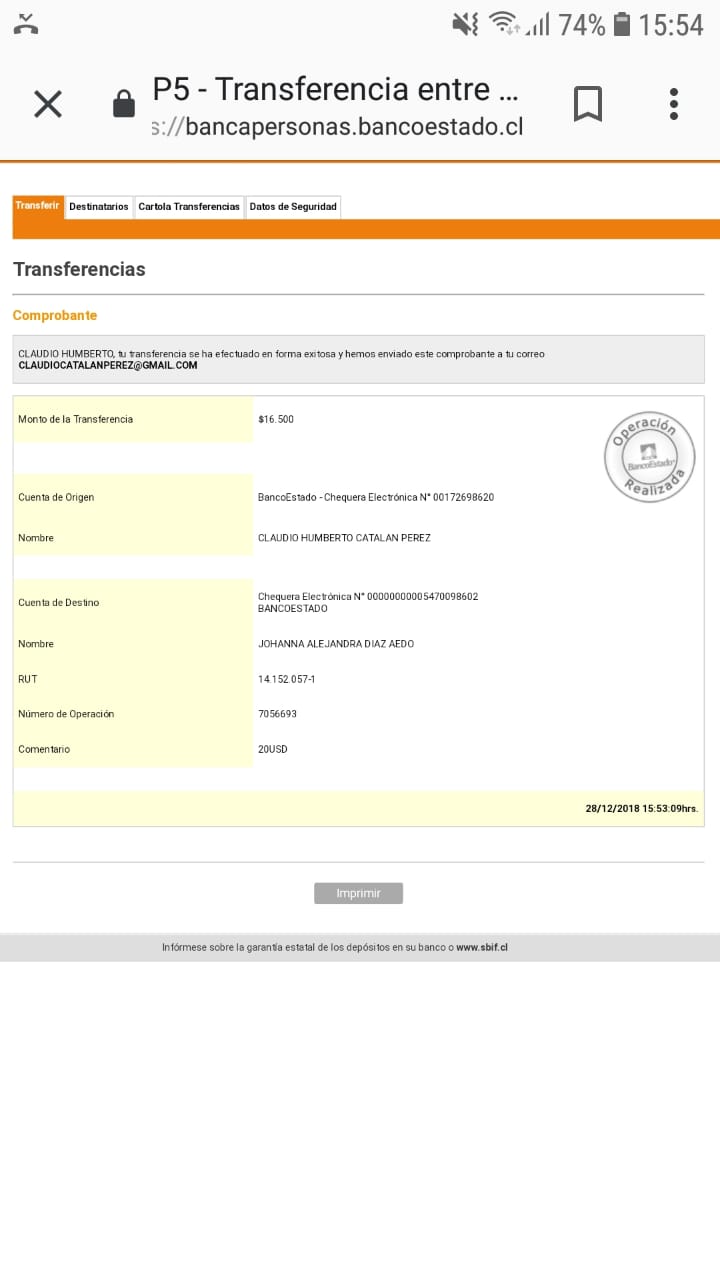 74% 15:54
P5 - Transferencia entre ...
s://bancapersonas.bancoestado.cl
Transferir Destinatarios Cartola Transferencias Datos de Seguridad
Transferencias
Comprobante
CLAUDIO HUMBERTO, tu transferencia se ha efectuado en forma exitosa y hemos enviado este comprobante a tu correo
CLAUDIOCATALANPEREZ@GMAIL.COM
Monto de la Transferencia $16.500
Operación
BancoEstado
Realizada
Cuenta de Origen BancoEstado - Chequera Electrónica N° 00172698620
Nombre CLAUDIO HUMBERTO CATALAN PEREZ
Cuenta de Destino Chequera Electrónica N° 00000000005470098602
BANCOESTADO
Nombre JOHANNA ALEJANDRA DIAZ AEDO
RUT 14.152.057-1
Número de Operación 7056693
Comentario 20USD
28/12/2018 15:53:09hrs.
Imprimir
Infórmese sobre la garantía estatal de los depósitos en su banco o www.sbif.cl